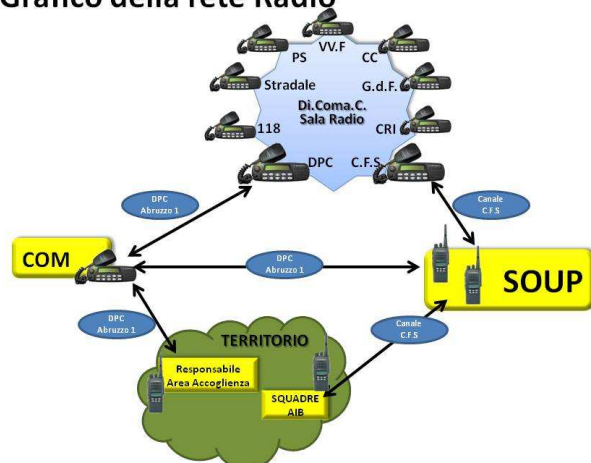 Grafico della rete Radio
VV.F
PS
CC
Stradale
G.d.F.
Di.Coma.C.
Sala Radio
118
CRI
DPC
C.F.S.
DPC
Abruzzo 1
Canale
C.F.S
COM
DPC
Abruzzo 1
SOUP
DPC
Abruzzo 1
Canale
C.F.S
TERRITORIO
Responsabile
Area Accoglienza
SQUADRE
AIB